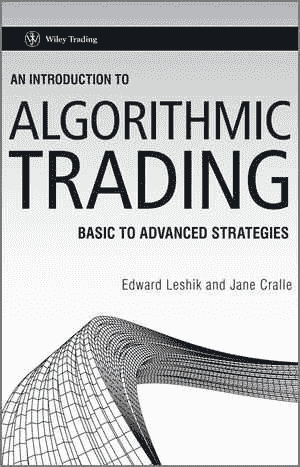 Wiley Trading
AN INTRODUCTION TO
ALGORITHMIC
TRADING
BASIC TO ADVANCED STRATEGIES
Edward Leshik and Jane Cralle